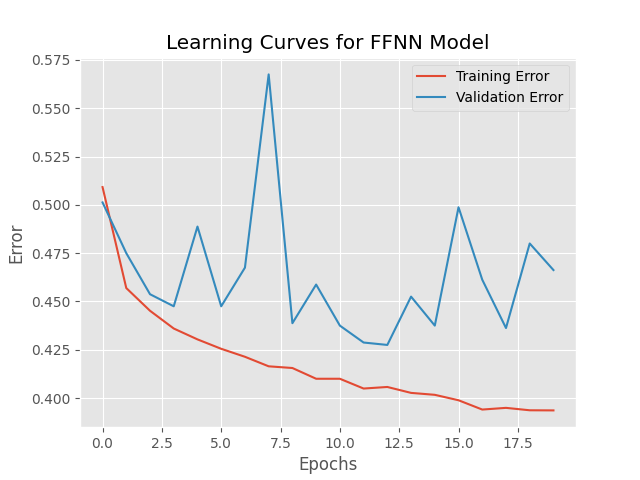 Learning Curves for FFNN Model
Training Error
Validation Error
0.575
0.550
0.525
0.500
0.475
0.450
0.425
0.400
Error
0.0 2.5 5.0 7.5 10.0 12.5 15.0 17.5
Epochs